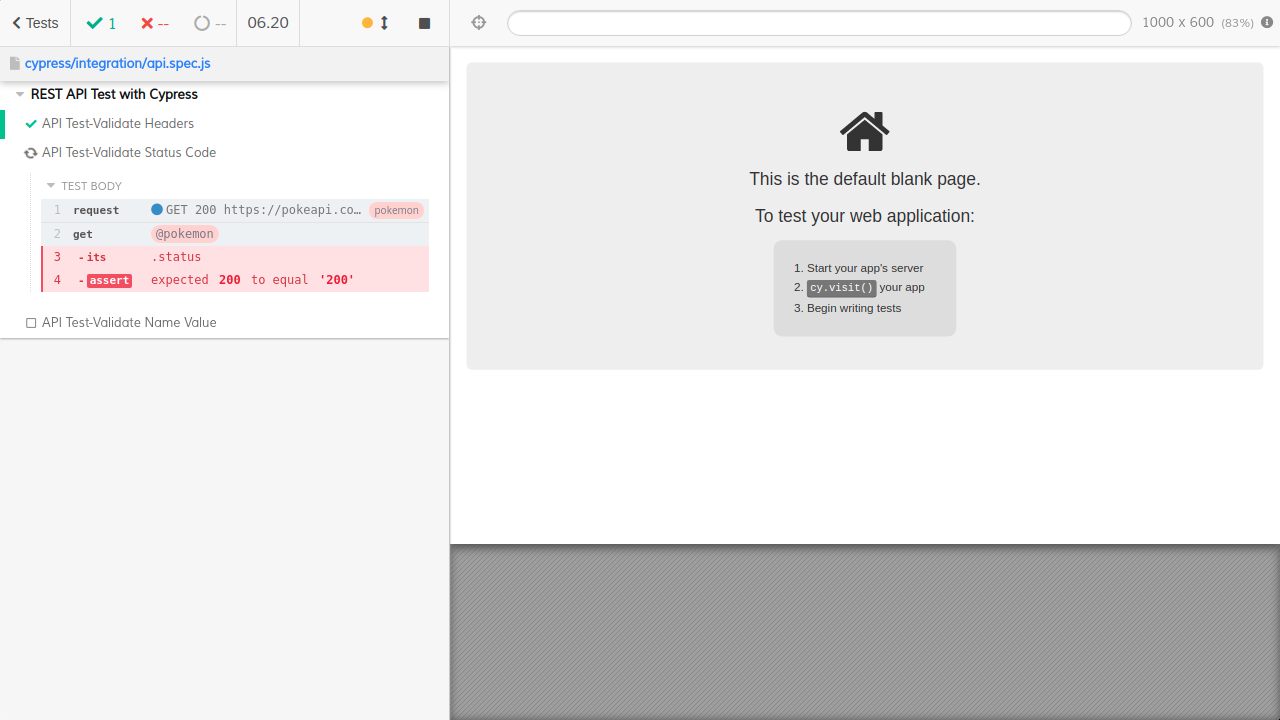 Tests 1 -- -- 06.20
1000 x 600 (83%)
cypress/integration/api.spec.js
REST API Test with Cypress
API Test-Validate Headers
API Test-Validate Status Code
TEST BODY
1 request GET 200 https://pokeapi.co… pokemon
2 get @pokemon
3 -its .status
4 -assert expected 200 to equal '200'
API Test-Validate Name Value
This is the default blank page.
To test your web application:
1. Start your app's server
2. cy.visit() your app
3. Begin writing tests